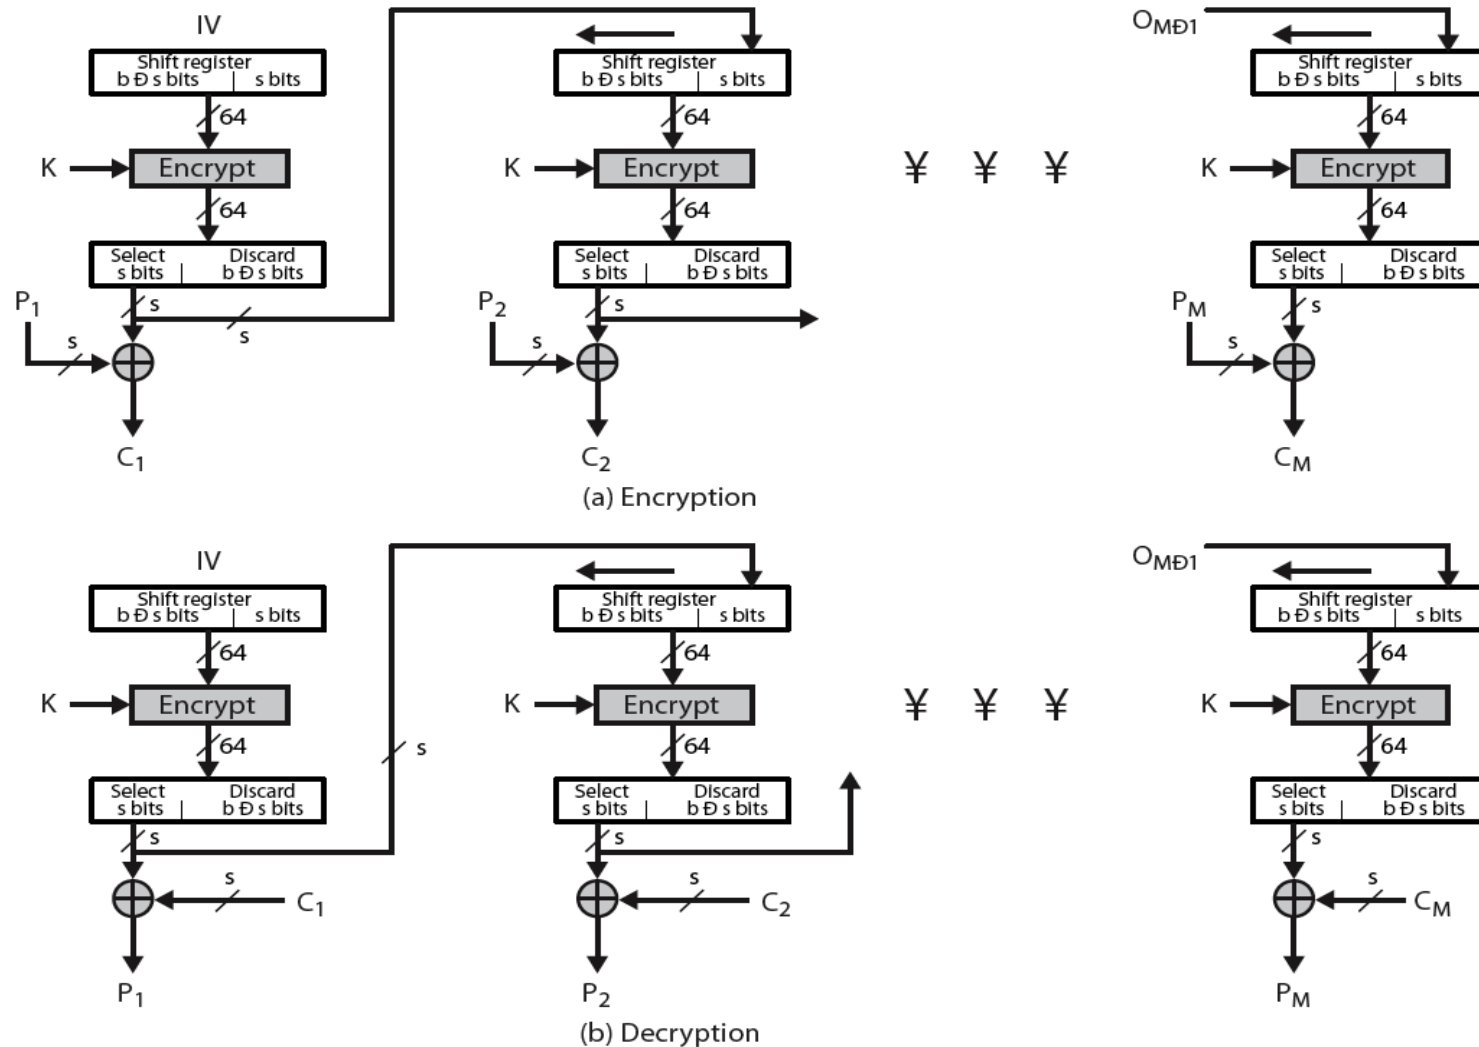 IV
O_MĐ1
Shift register
b Đ s bits | s bits
Shift register
b Đ s bits | s bits
Shift register
b Đ s bits | s bits
64
64
64
K
Encrypt
K
Encrypt
¥ ¥ ¥
K
Encrypt
64
64
64
Select Discard
s bits | b Đ s bits
Select Discard
s bits | b Đ s bits
Select Discard
s bits | b Đ s bits
P1
s
s
P2
s
PM
s
s
s
s
C1
C2
CM
(a) Encryption
IV
O_MĐ1
Shift register
b Đ s bits | s bits
Shift register
b Đ s bits | s bits
Shift register
b Đ s bits | s bits
64
64
64
K
Encrypt
K
Encrypt
¥ ¥ ¥
K
Encrypt
64
s
64
64
Select Discard
s bits | b Đ s bits
Select Discard
s bits | b Đ s bits
Select Discard
s bits | b Đ s bits
s
s
s
s
C1
s
C2
s
CM
P1
P2
PM
(b) Decryption